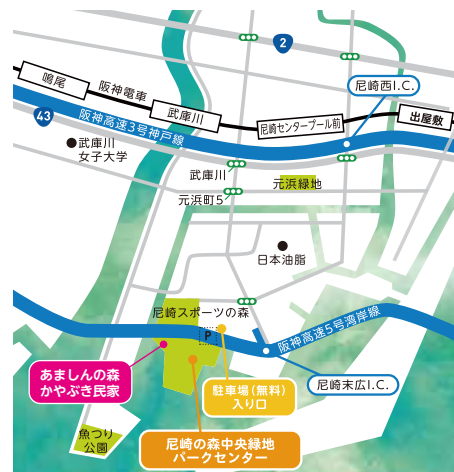 2
鳴尾
阪神電車
武庫川
尼崎センタープール前
出屋敷
尼崎西I.C.
43
阪神高速3号神戸線
武庫川
女子大学
武庫川
元浜町5
元浜緑地
日本油脂
尼崎スポーツの森
P
阪神高速5号湾岸線
あましんの森
かやぶき民家
駐車場(無料)
入り口
尼崎末広I.C.
魚つり
公園
尼崎の森中央緑地
パークセンター